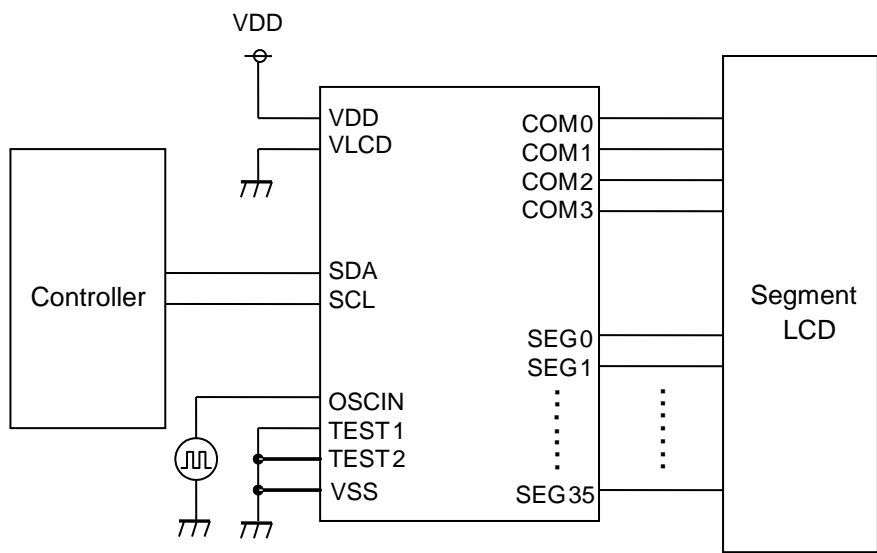 VDD
VDD
VLCD
SDA
SCL
OSCIN
TEST1
TEST2
VSS
COM0
COM1
COM2
COM3
SEG0
SEG1
SEG35
Controller
Segment
LCD